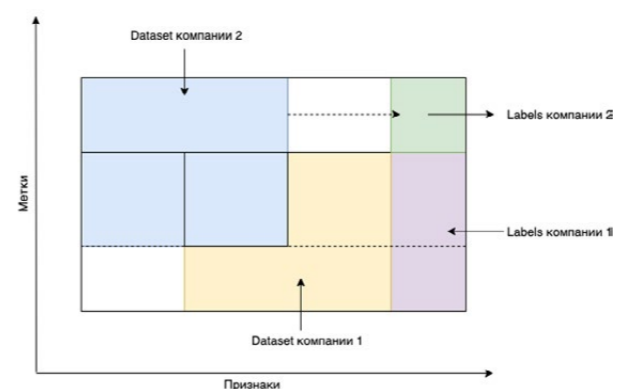 Dataset компании 2
Labels компании 2
Метки
Labels компании 1
Dataset компании 1
Признаки